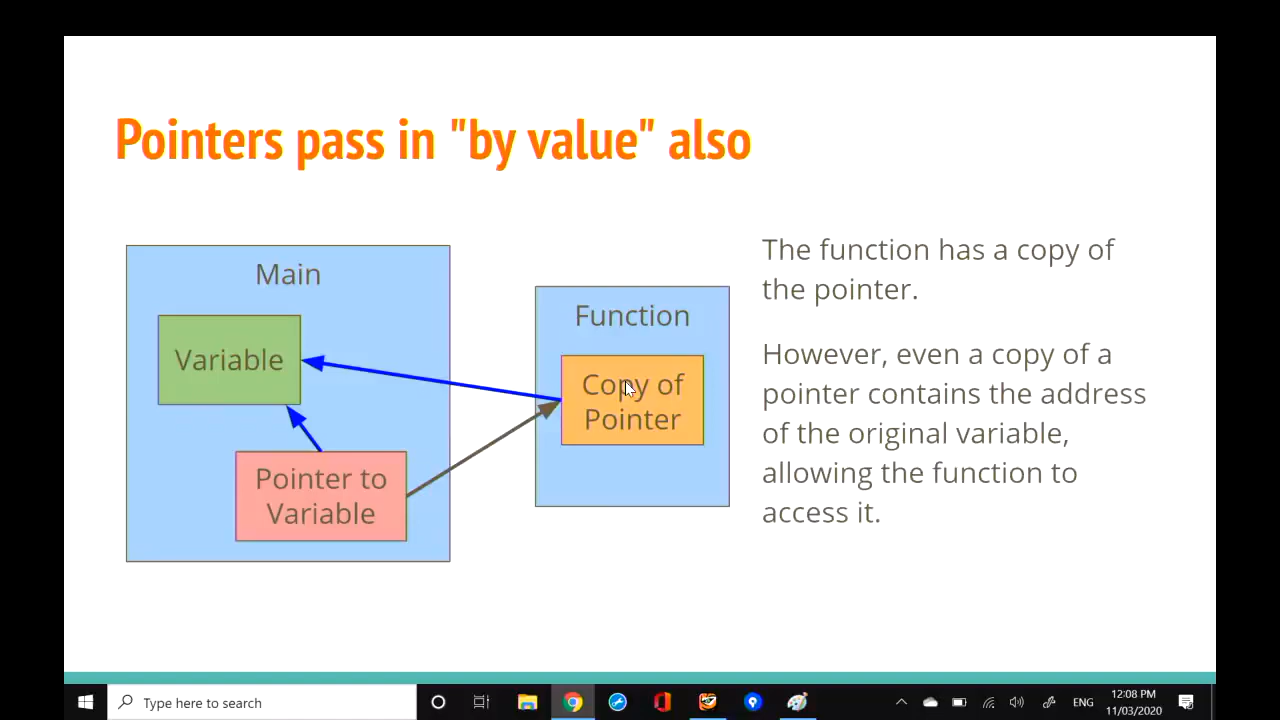 Pointers pass in "by value" also
Main
Variable
Pointer to
Variable
Function
Copy of
Pointer
The function has a copy of
the pointer.
However, even a copy of a
pointer contains the address
of the original variable,
allowing the function to
access it.
Type here to search
ENG
12:08 PM
11/03/2020